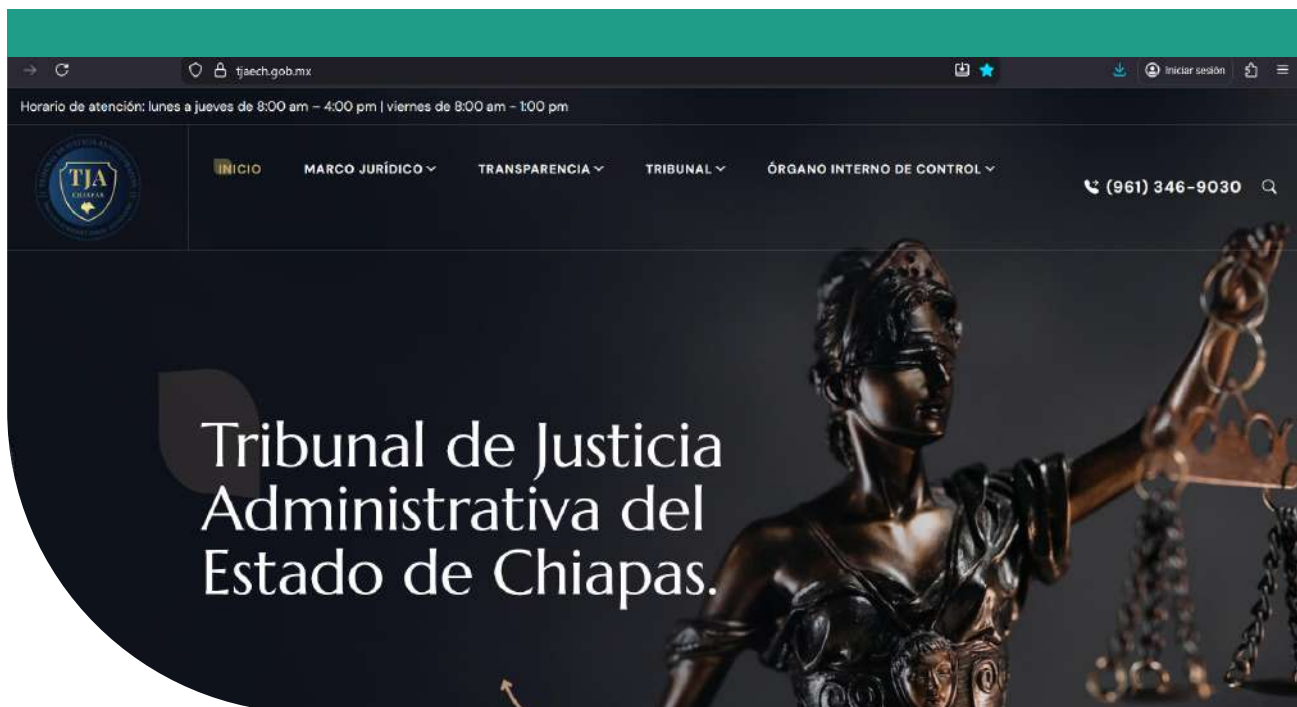 tjaech.gob.mx
Iniciar sesión
Horario de atención: lunes a jueves de 8:00 am – 4:00 pm | viernes de 8:00 am – 1:00 pm
TJA
CHIAPAS
INICIO
MARCO JURÍDICO
TRANSPARENCIA
TRIBUNAL
ÓRGANO INTERNO DE CONTROL
(961) 346-9030
Tribunal de Justicia
Administrativa del
Estado de Chiapas.